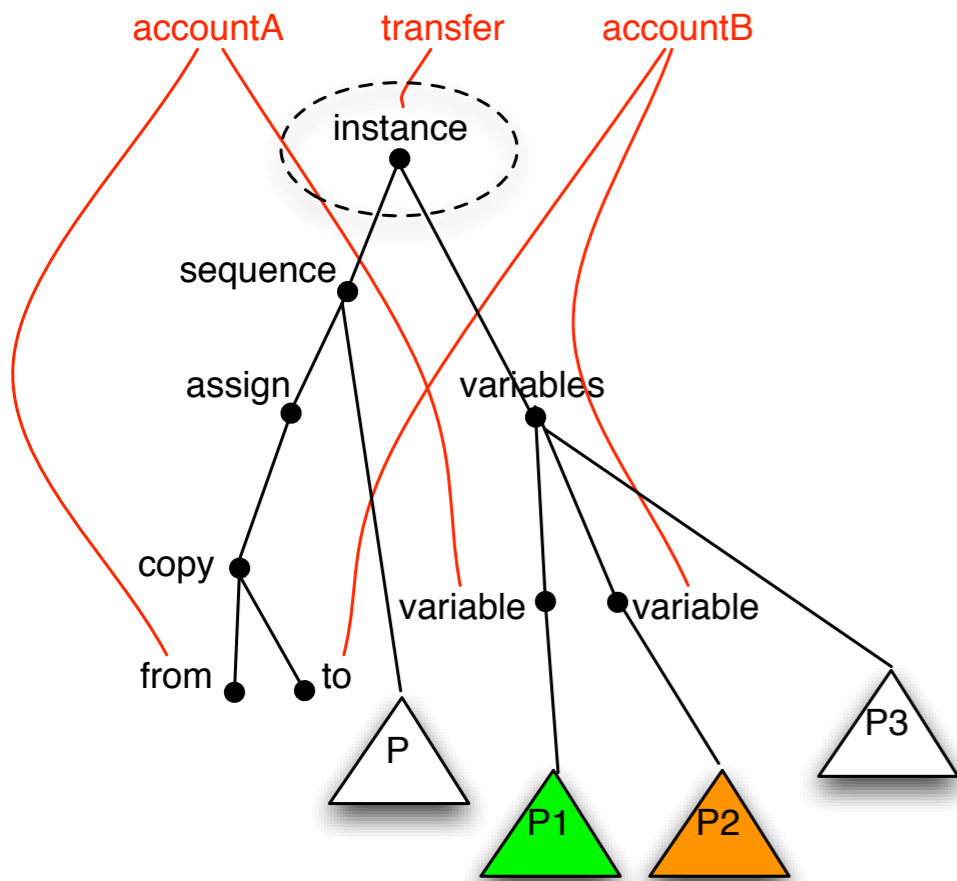 accountA transfer accountB
instance
sequence
assign variables
copy
variable variable
from to
P P3
P1 P2